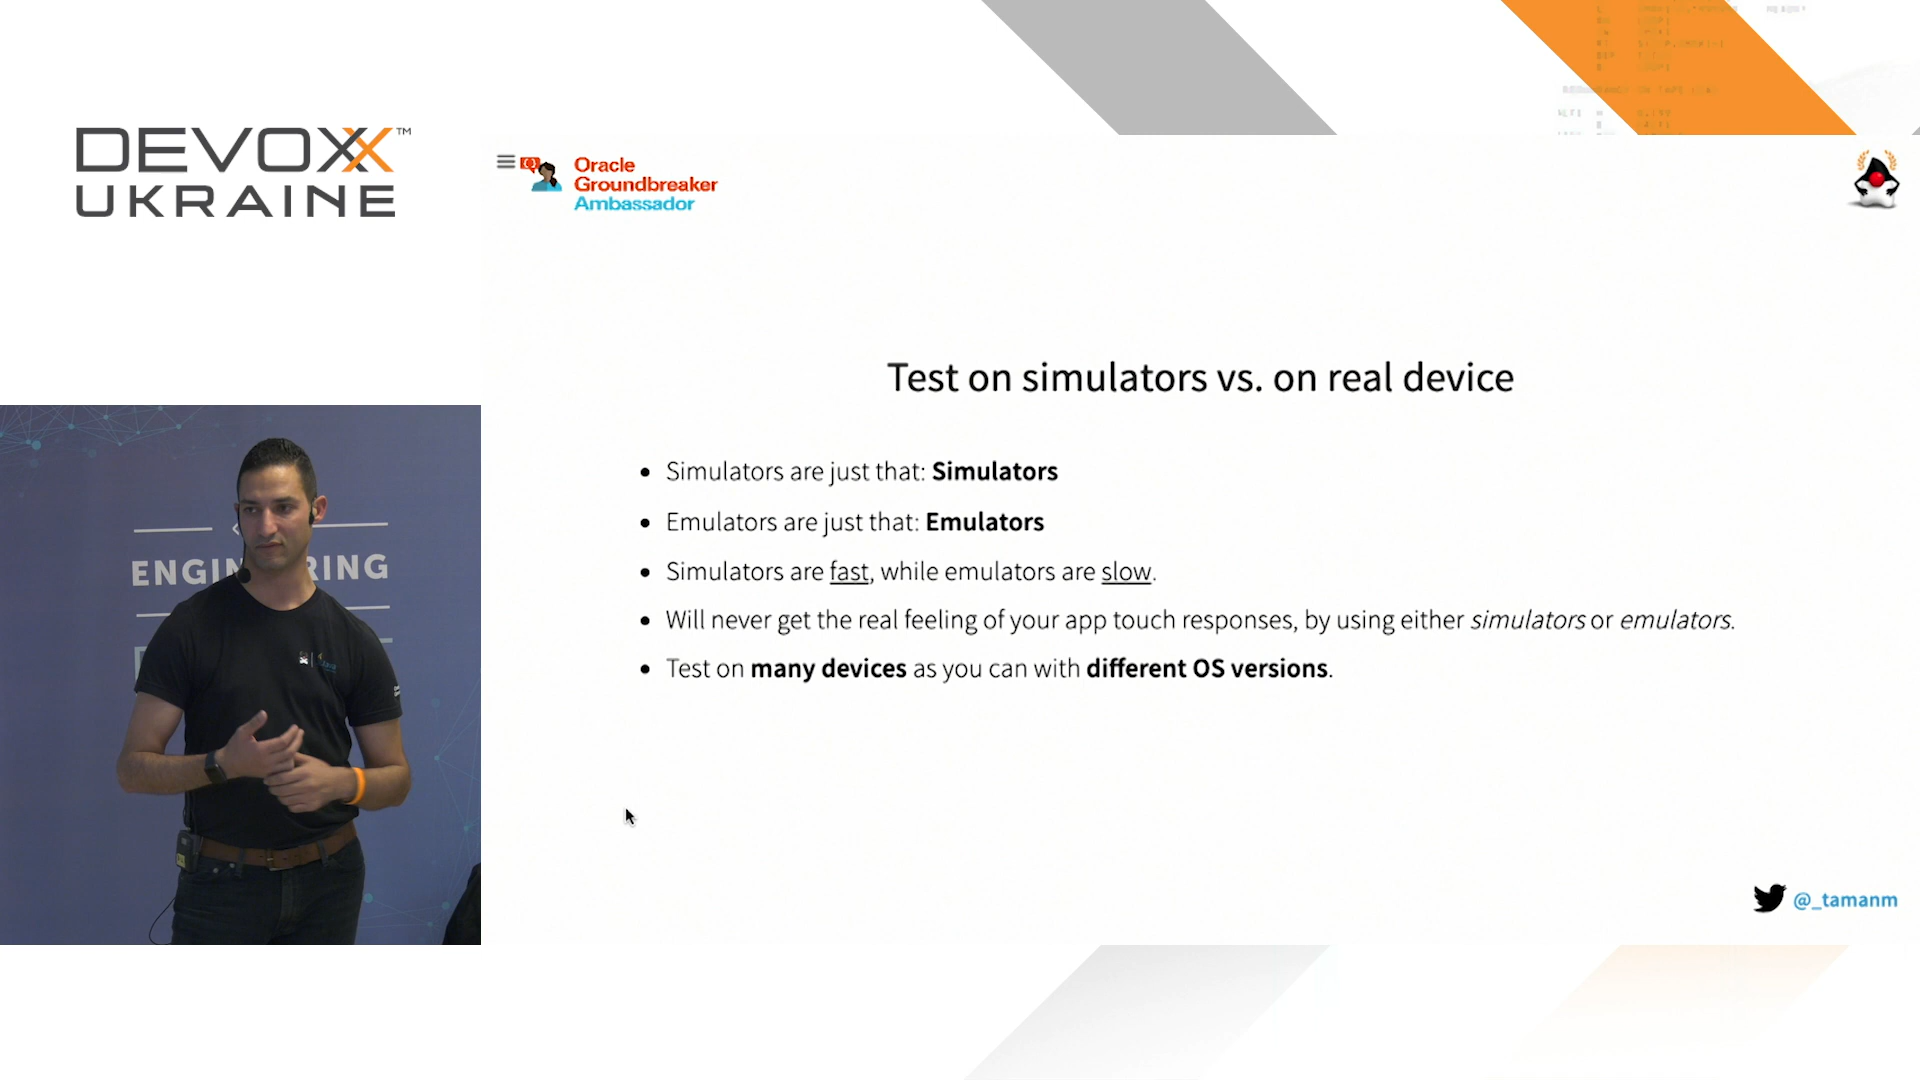 DEVOXX™
UKRAINE
Oracle
Groundbreaker
Ambassador
Test on simulators vs. on real device
• Simulators are just that: Simulators
• Emulators are just that: Emulators
• Simulators are fast, while emulators are slow.
• Will never get the real feeling of your app touch responses, by using either simulators or emulators.
• Test on many devices as you can with different OS versions.
@_tamanm